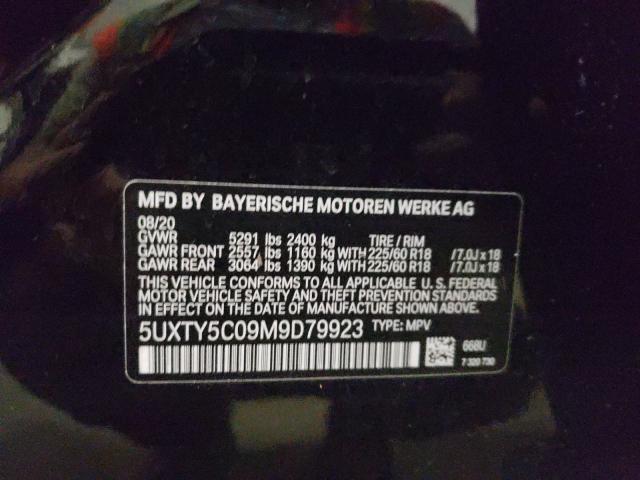 MFD BY BAYERISCHE MOTOREN WERKE AG
08/20
GVWR 5291 lbs 2400 kg TIRE / RIM
GAWR FRONT 2557 lbs 1160 kg WITH 225/60 R18 /7.0J x 18
GAWR REAR 3064 lbs 1390 kg WITH 225/60 R18 /7.0J x 18
THIS VEHICLE CONFORMS TO ALL APPLICABLE U. S. FEDERAL
MOTOR VEHICLE SAFETY AND THEFT PREVENTION STANDARDS
IN EFFECT ON THE DATE OF MANUFACTURE SHOWN ABOVE.
5UXTY5C09M9D79923 TYPE: MPV
668U
7 320 730